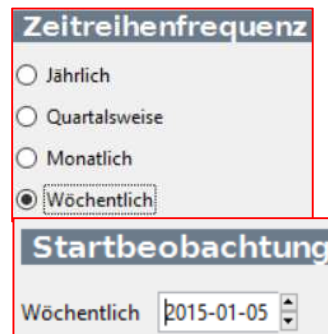 Zeitreihenfrequenz
Jährlich
Quartalsweise
Monatlich
Wöchentlich
Startbeobachtung
Wöchentlich 2015-01-05